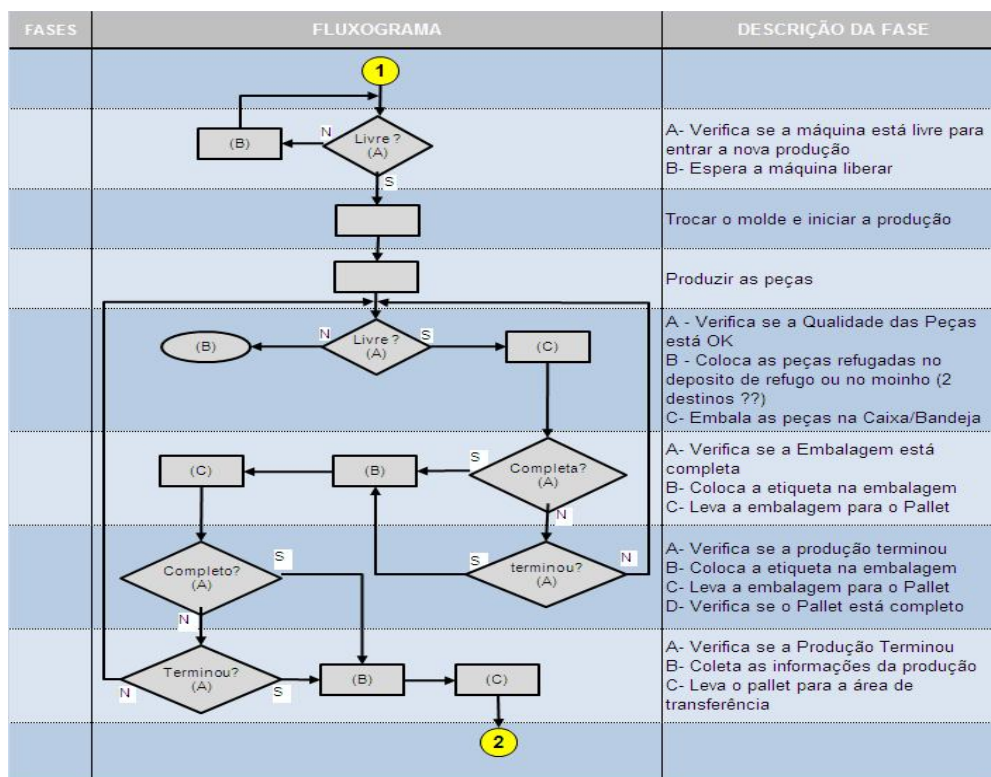 FASES
FLUXOGRAMA
DESCRIÇÃO DA FASE
1
Livre ?
(A)
N
(B)
S
A- Verifica se a máquina está livre para
entrar a nova produção
B- Espera a máquina liberar
Trocar o molde e iniciar a produção
Produzir as peças
(B)
N
Livre ?
(A)
S
(C)
A - Verifica se a Qualidade das Peças
está OK
B - Coloca as peças refugadas no
deposito de refugo ou no moinho (2
destinos ??)
C- Embala as peças na Caixa/Bandeja
(C)
(B)
S
Completa?
(A)
N
A- Verifica se a Embalagem está
completa
B- Coloca a etiqueta na embalagem
C- Leva a embalagem para o Pallet
Completo?
(A)
S
N
S
terminou?
(A)
N
A- Verifica se a produção terminou
B- Coloca a etiqueta na embalagem
C- Leva a embalagem para o Pallet
D- Verifica se o Pallet está completo
N
Terminou?
(A)
S
(B)
(C)
A- Verifica se a Produção Terminou
B- Coleta as informações da produção
C- Leva o pallet para a área de
transferência
2